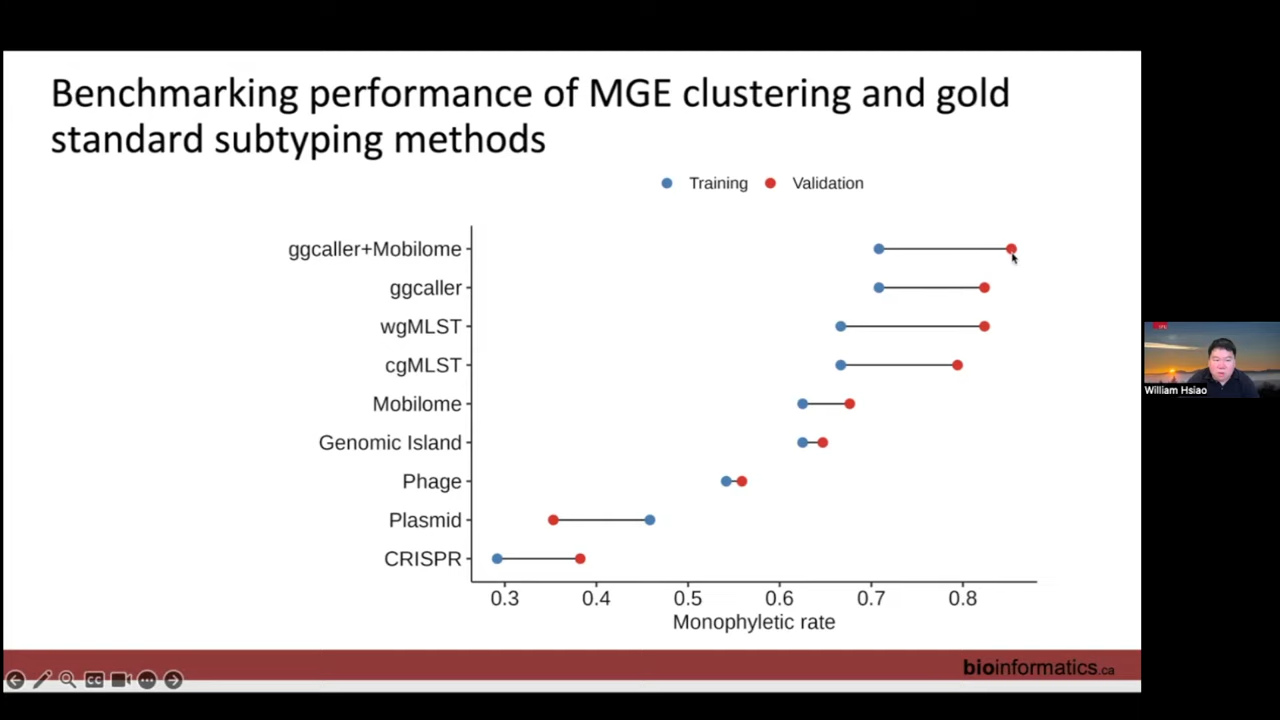 Benchmarking performance of MGE clustering and gold
standard subtyping methods
Training Validation
ggcaller+Mobilome
ggcaller
wgMLST
cgMLST
Mobilome
Genomic Island
Phage
Plasmid
CRISPR
0.3 0.4 0.5 0.6 0.7 0.8
Monophyletic rate
CC
bioinformatics.ca
William Hsiao